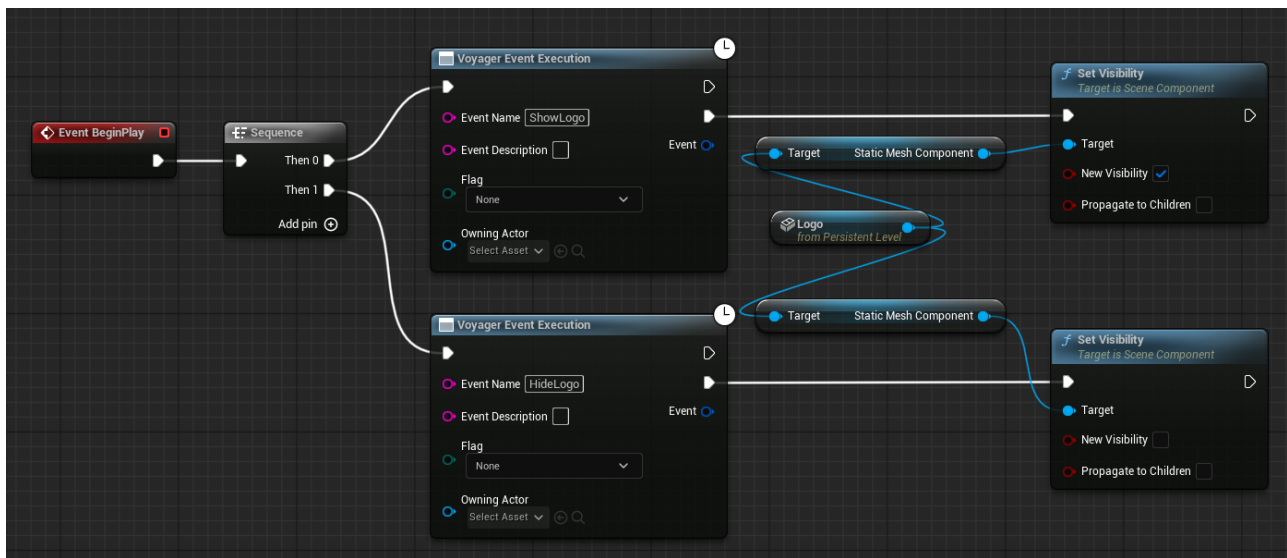 Event BeginPlay
Sequence
Then 0
Then 1
Add pin
Voyager Event Execution
Event Name ShowLogo
Event Description
Event
Flag
None
Owning Actor
Select Asset
Target Static Mesh Component
Logo
from Persistent Level
Set Visibility
Target is Scene Component
Target
New Visibility
Propagate to Children
Voyager Event Execution
Event Name HideLogo
Event Description
Event
Flag
None
Owning Actor
Select Asset
Target Static Mesh Component
Set Visibility
Target is Scene Component
Target
New Visibility
Propagate to Children